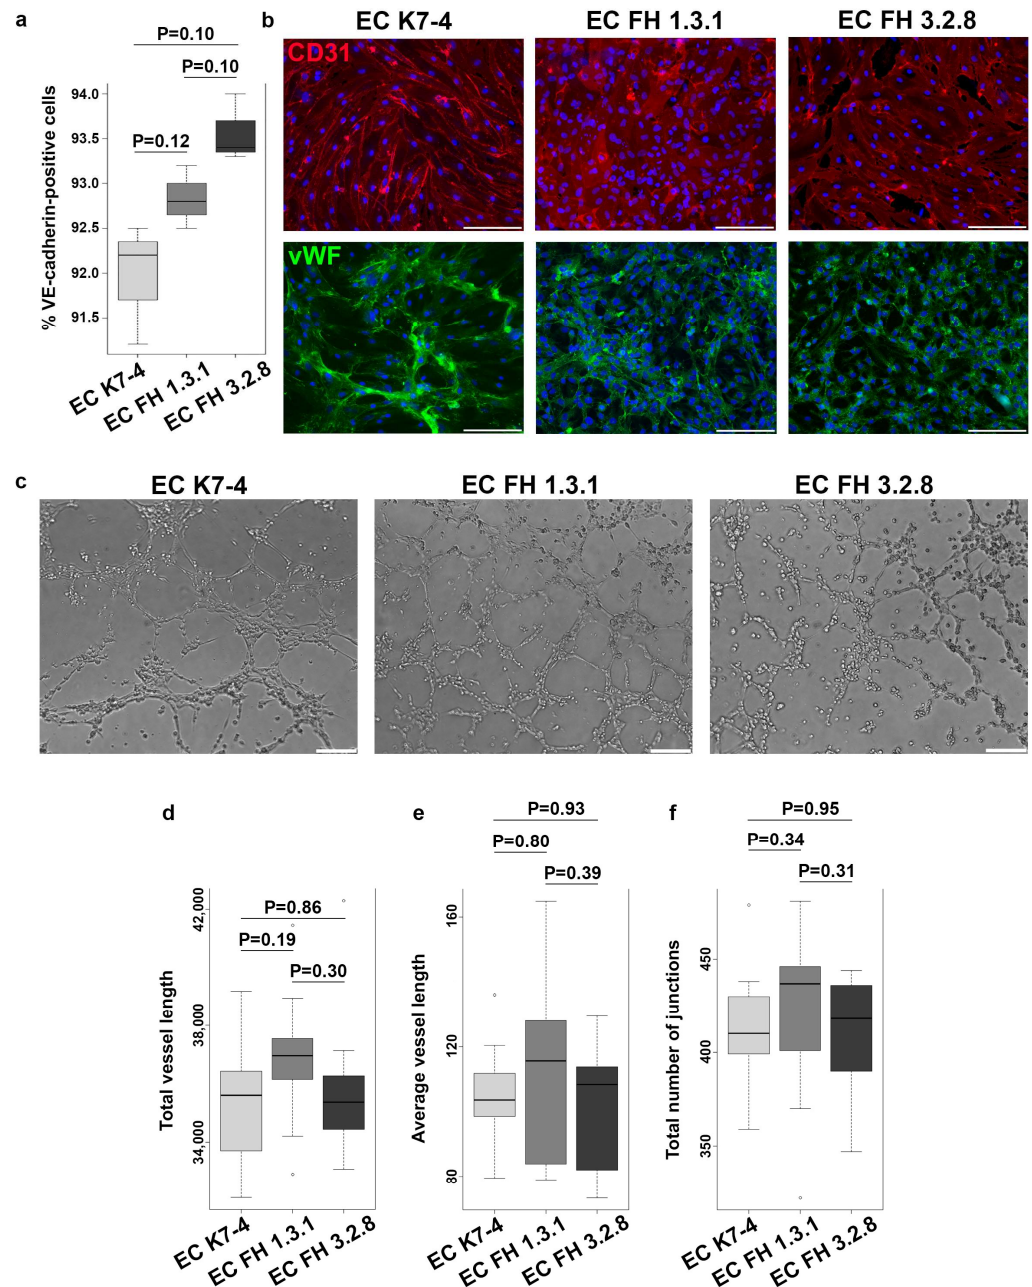 a
P=0.10
P=0.10
P=0.12
% VE-cadherin-positive cells
94.0
93.5
93.0
92.5
92.0
91.5
EC K7-4
EC FH 1.3.1
EC FH 3.2.8
b
EC K7-4
EC FH 1.3.1
EC FH 3.2.8
CD31
vWF
c
EC K7-4
EC FH 1.3.1
EC FH 3.2.8
d
P=0.86
P=0.19
P=0.30
Total vessel length
42,000
38,000
34,000
EC K7-4
EC FH 1.3.1
EC FH 3.2.8
e
P=0.93
P=0.80
P=0.39
Average vessel length
160
120
80
EC K7-4
EC FH 1.3.1
EC FH 3.2.8
f
P=0.95
P=0.34
P=0.31
Total number of junctions
450
400
350
EC K7-4
EC FH 1.3.1
EC FH 3.2.8